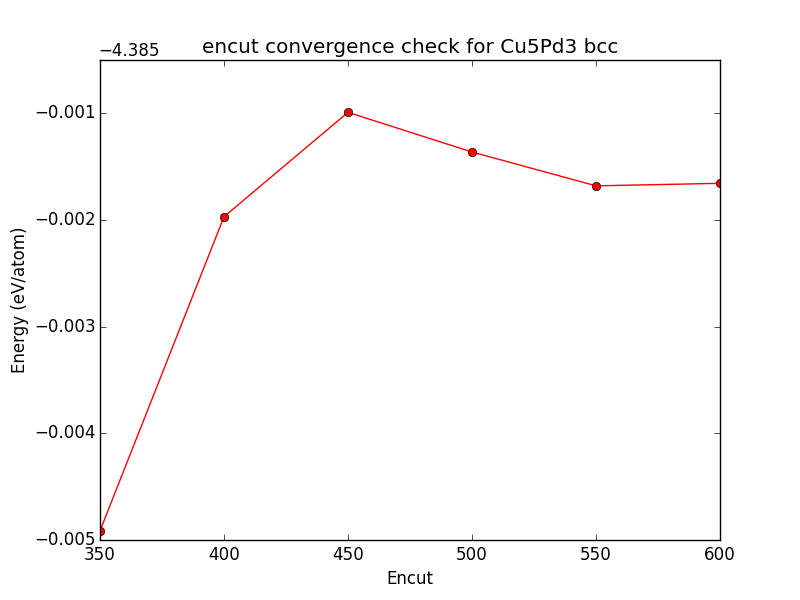 encut convergence check for Cu5Pd3 bcc
−4.385
−0.001
−0.002
−0.003
−0.004
−0.005
Energy (eV/atom)
350 400 450 500 550 600
Encut